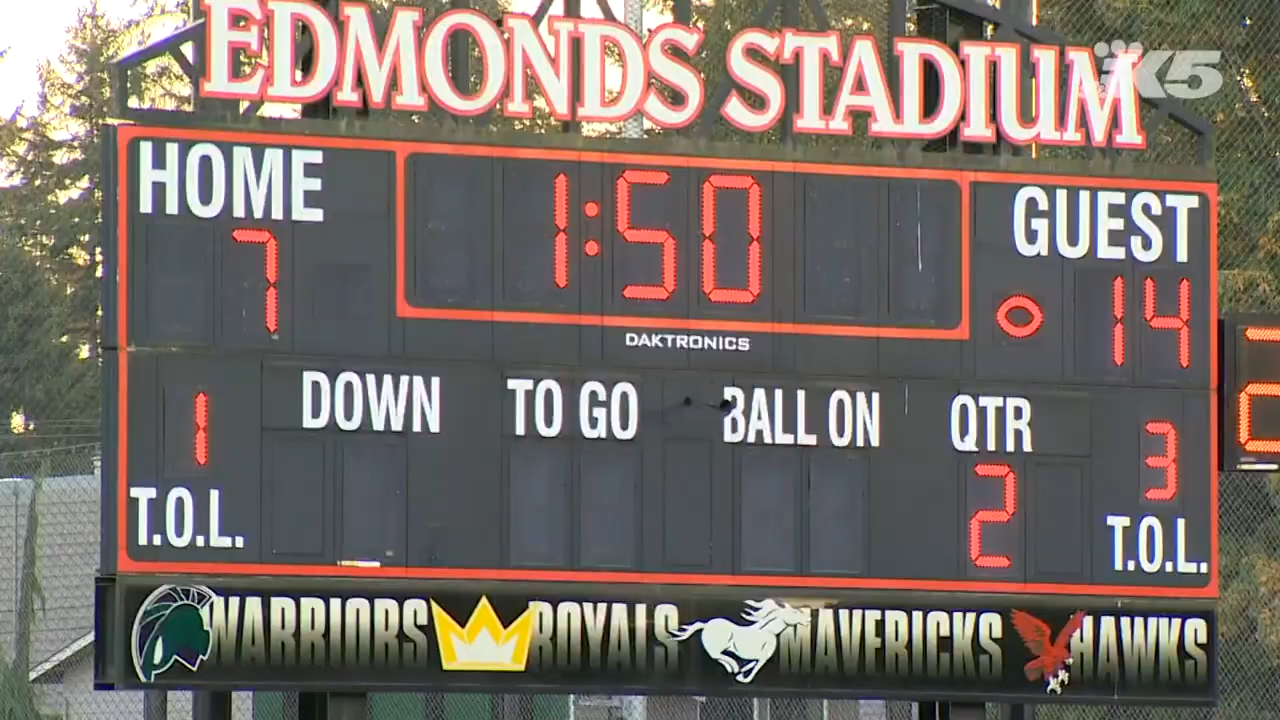 EDMONDS STADIUM
K5
HOME
1:50
GUEST
7
14
DAKTRONICS
DOWN
TO GO
BALL ON
QTR
1
3
2
T.O.L.
T.O.L.
WARRIORS
ROYALS
MAVERICKS
HAWKS